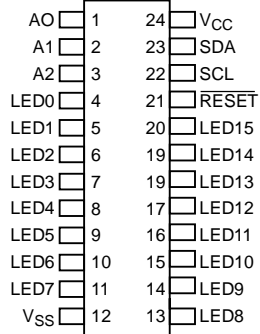 AO 1 24 VCC
A1 2 23 SDA
A2 3 22 SCL
LED0 4 21 RESET
LED1 5 20 LED15
LED2 6 19 LED14
LED3 7 19 LED13
LED4 8 17 LED12
LED5 9 16 LED11
LED6 10 15 LED10
LED7 11 14 LED9
VSS 12 13 LED8